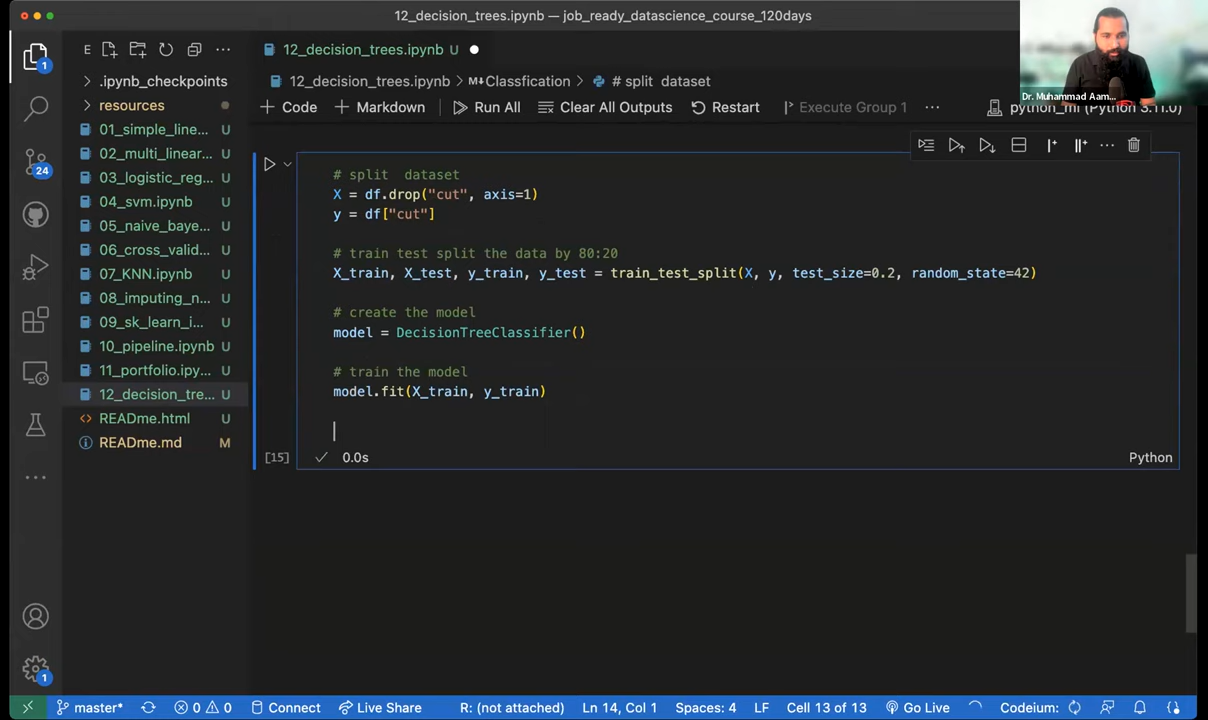 12_decision_trees.ipynb — job_ready_datascience_course_120days
E
12_decision_trees.ipynb U
.ipynb_checkpoints
12_decision_trees.ipynb > M↓Classfication > # split dataset
resources
+ Code + Markdown Run All Clear All Outputs Restart Execute Group 1 ... python_ml (Python 3.11.0)
Dr. Muhammad Aam...
01_simple_line... U
02_multi_linear... U
03_logistic_reg... U
04_svm.ipynb U
05_naive_baye... U
06_cross_valid... U
07_KNN.ipynb U
08_imputing_n... U
09_sk_learn_i... U
10_pipeline.ipynb U
11_portfolio.ipy... U
12_decision_tre... U
READme.html U
READme.md M
1
24
1
# split  dataset
X = df.drop("cut", axis=1)
y = df["cut"]
# train test split the data by 80:20
X_train, X_test, y_train, y_test = train_test_split(X, y, test_size=0.2, random_state=42)
# create the model
model = DecisionTreeClassifier()
# train the model
model.fit(X_train, y_train)
[15] 0.0s Python
master* 0 0 Connect Live Share R: (not attached) Ln 14, Col 1 Spaces: 4 LF Cell 13 of 13 Go Live Codeium: